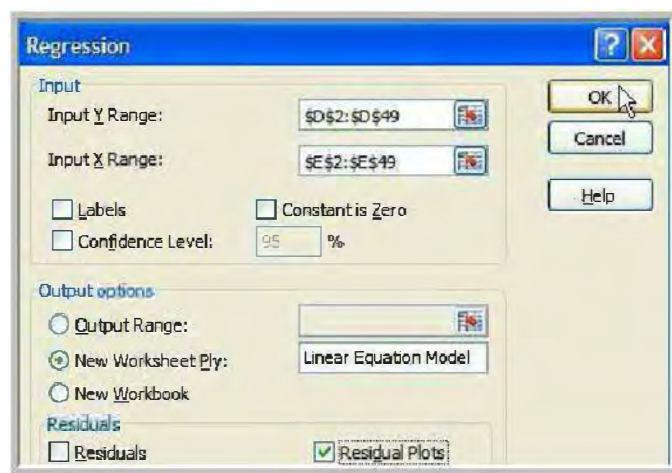 Regression
Input
Input Y Range: $D$2:$D$49
OK
Cancel
Input X Range: $E$2:$E$49
Help
Labels Constant is Zero
Confidence Level: 95 %
Output options
Output Range:
New Worksheet Ply: Linear Equation Model
New Workbook
Residuals
Residuals Residual Plots